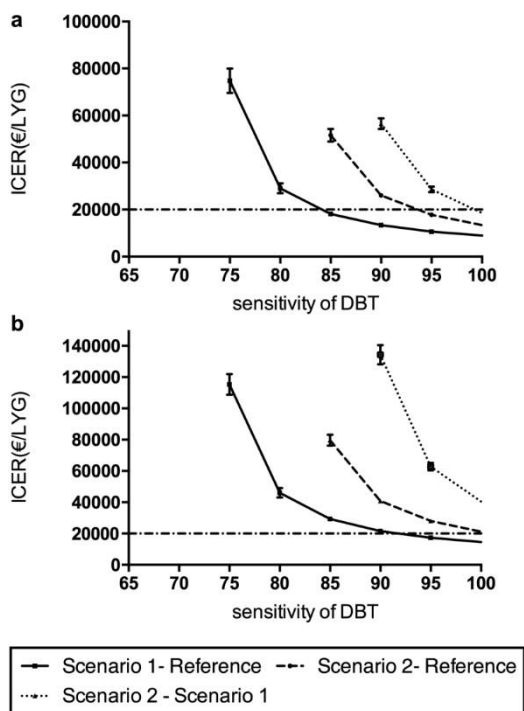 a
ICER(€/LYG)
100000
80000
60000
40000
20000
0
65 70 75 80 85 90 95 100
sensitivity of DBT
b
ICER(€/LYG)
140000
120000
100000
80000
60000
40000
20000
0
65 70 75 80 85 90 95 100
sensitivity of DBT
Scenario 1- Reference Scenario 2- Reference
Scenario 2 - Scenario 1